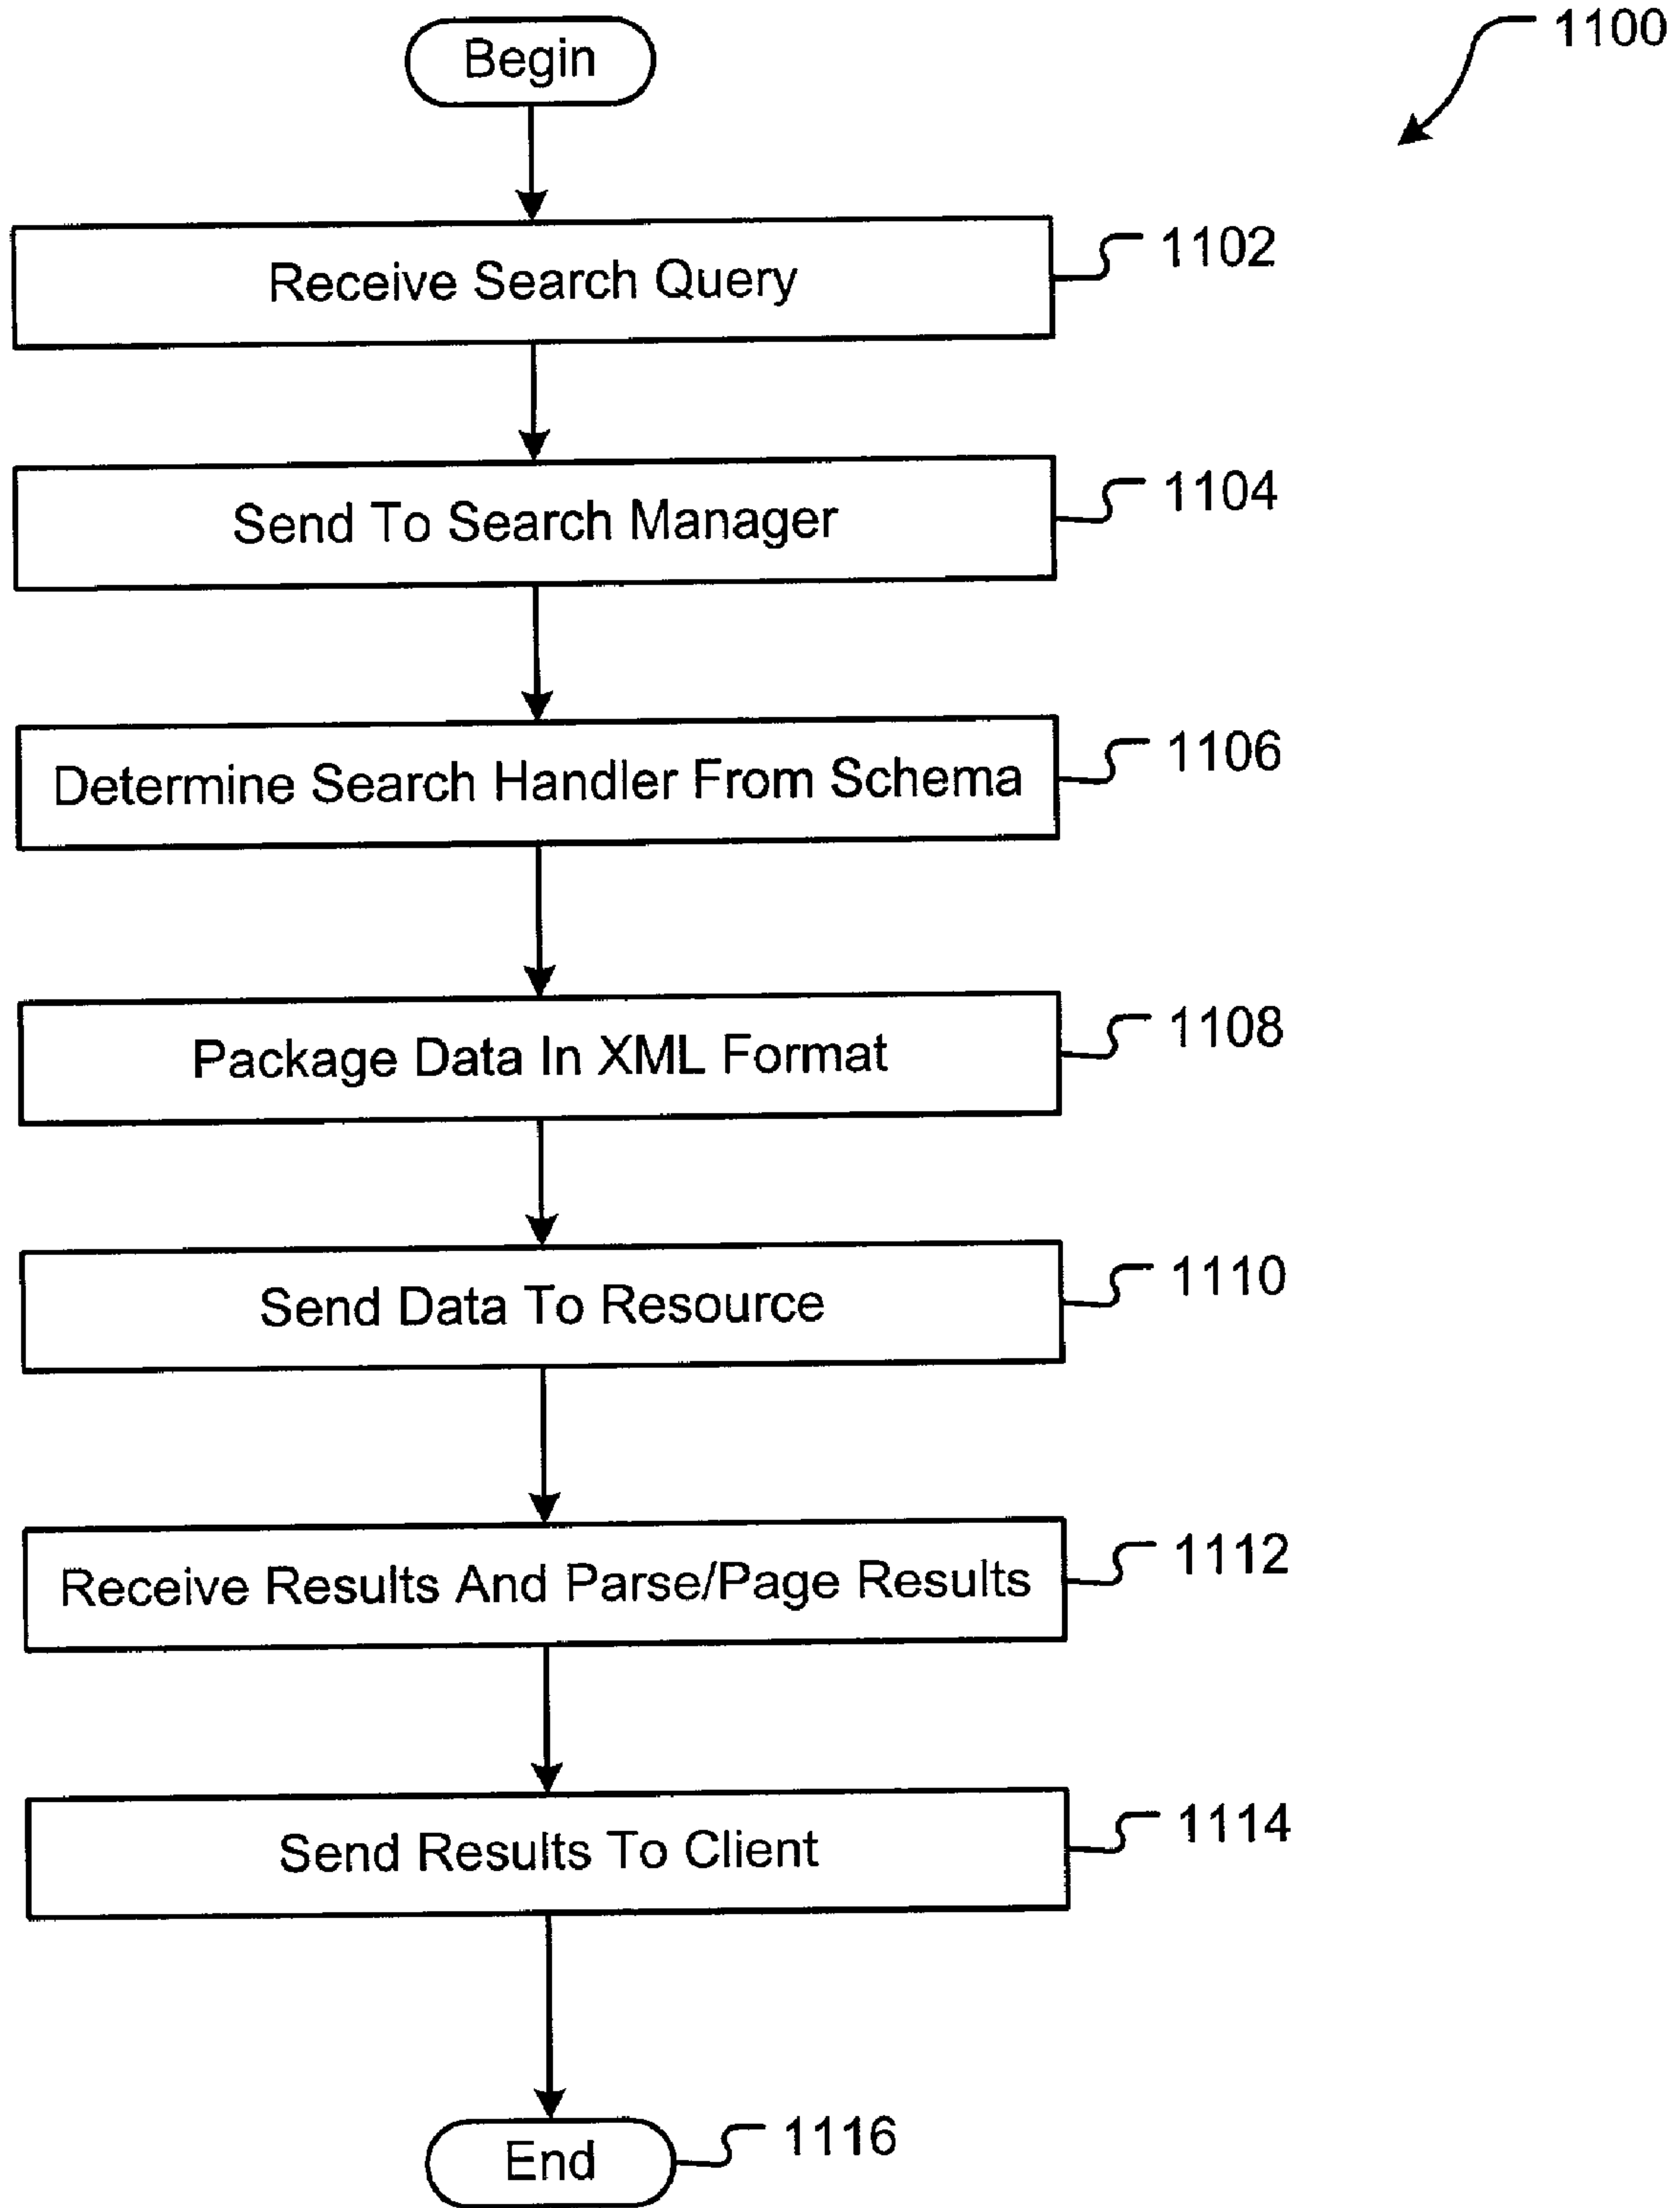 1100
Begin
Receive Search Query
1102
Send To Search Manager
1104
Determine Search Handler From Schema
1106
Package Data In XML Format
1108
Send Data To Resource
1110
Receive Results And Parse/Page Results
1112
Send Results To Client
1114
End
1116